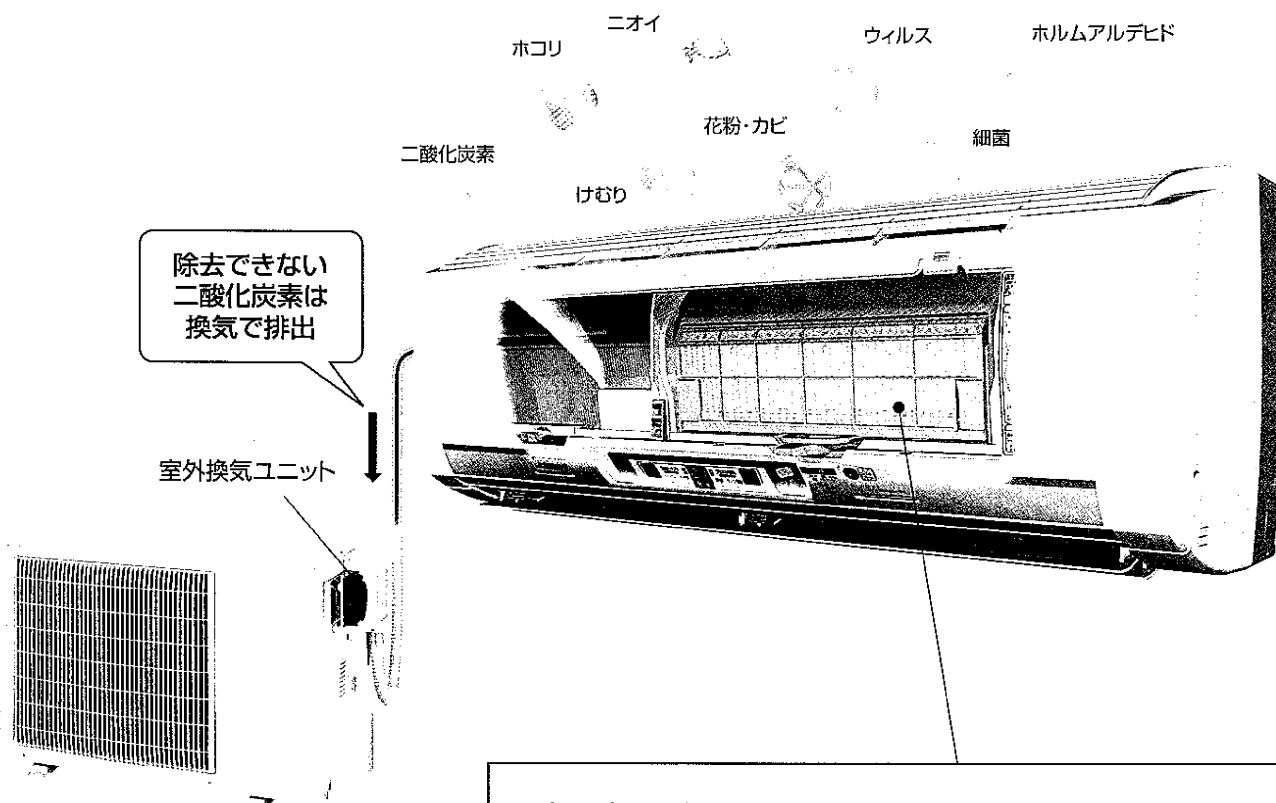 ニオイ
ホコリ
ウィルス
ホルムアルデヒド
花粉・カビ
細菌
二酸化炭素
けむり
除去できない
二酸化炭素は
換気で排出
室外換気ユニット